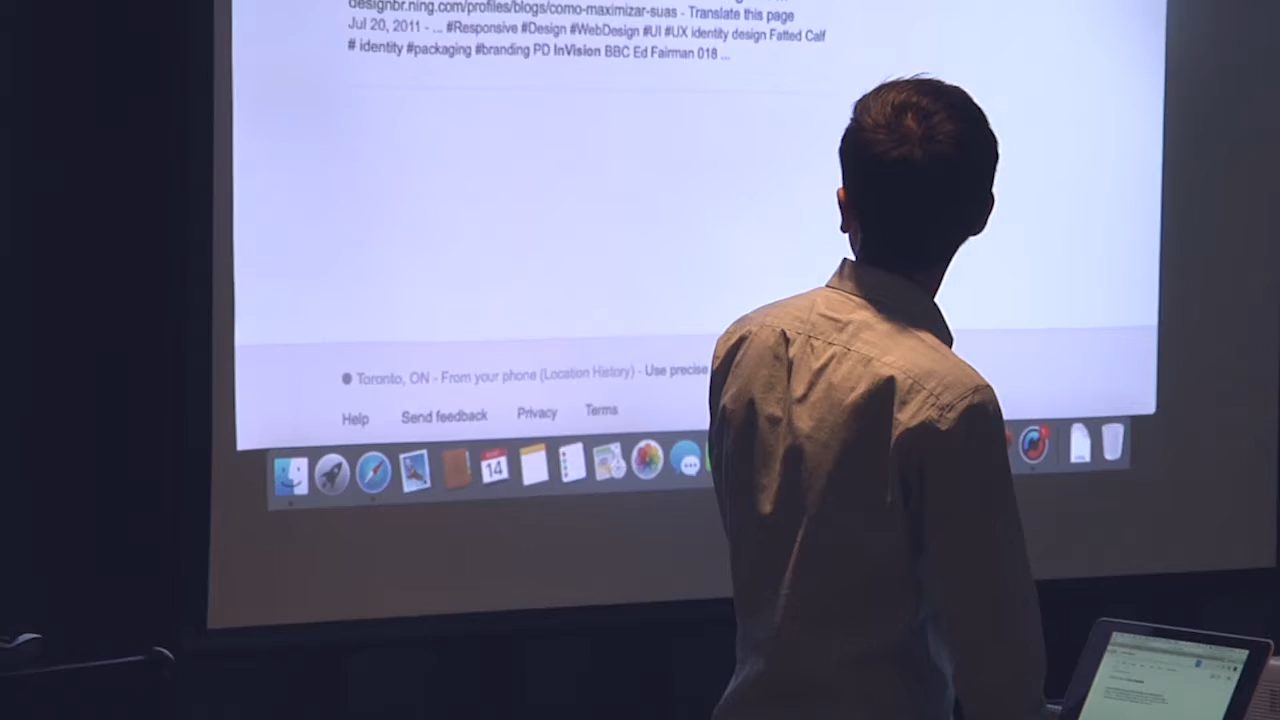 designbr.ning.com/profiles/blogs/como-maximizar-suas - Translate this page
Jul 20, 2011 - ... #Responsive #Design #WebDesign #UI #UX identity design Fatted Calf
# identity #packaging #branding PD InVision BBC Ed Fairman 018 ...
Toronto, ON - From your phone (Location History) - Use precise
Help Send feedback Privacy Terms
14